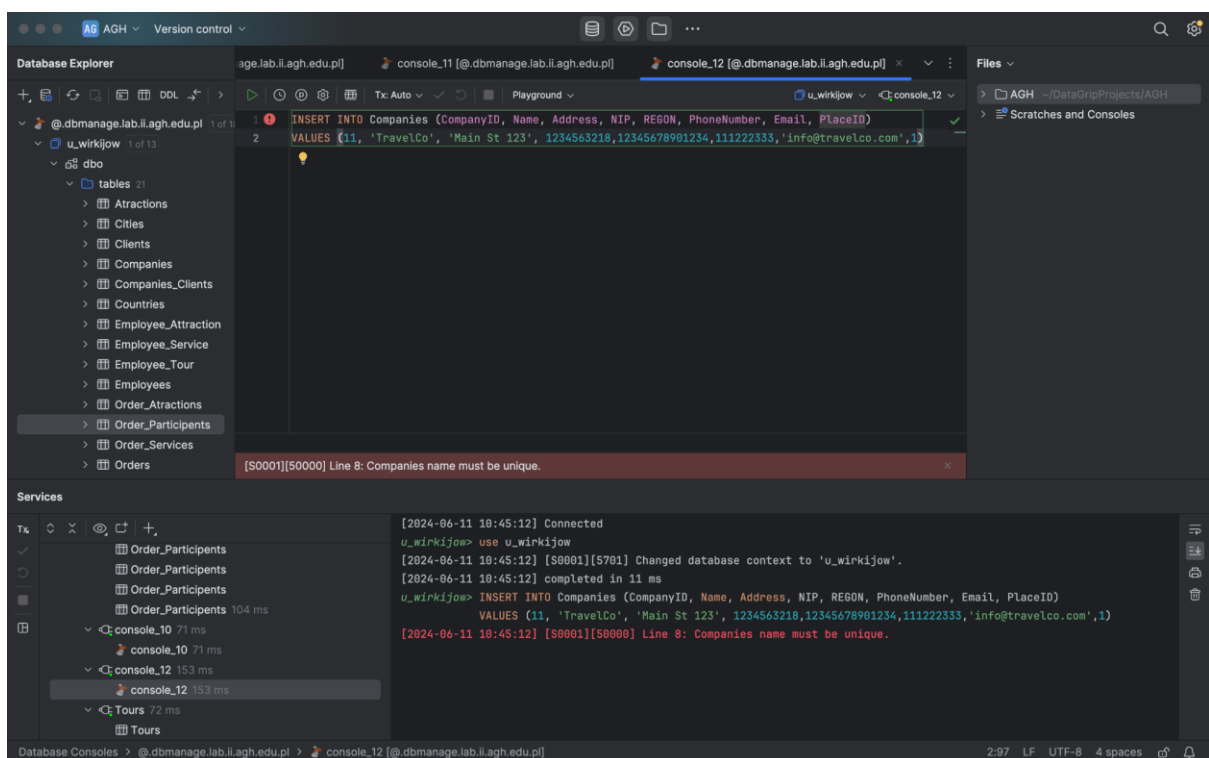 AG AGH Version control
Database Explorer
age.lab.ii.agh.edu.pl]
console_11 [@.dbmanage.lab.ii.agh.edu.pl]
console_12 [@.dbmanage.lab.ii.agh.edu.pl]
Files
DDL
Tx: Auto
Playground
u_wirkijow
console_12
AGH ~/DataGripProjects/AGH
Scratches and Consoles
@.dbmanage.lab.ii.agh.edu.pl 1 of
u_wirkijow 1 of 13
dbo
tables 21
Atractions
Cities
Clients
Companies
Companies_Clients
Countries
Employee_Attraction
Employee_Service
Employee_Tour
Employees
Order_Atractions
Order_Participents
Order_Services
Orders
1 INSERT INTO Companies (CompanyID, Name, Address, NIP, REGON, PhoneNumber, Email, PlaceID)
2 VALUES (11, 'TravelCo', 'Main St 123', 1234563218,12345678901234,111222333,'info@travelco.com',1)
[S0001][50000] Line 8: Companies name must be unique.
Services
Tx
Order_Participents
Order_Participents
Order_Participents
Order_Participents 104 ms
console_10 71 ms
console_10 71 ms
console_12 153 ms
console_12 153 ms
Tours 72 ms
Tours
[2024-06-11 10:45:12] Connected
u_wirkijow> use u_wirkijow
[2024-06-11 10:45:12] [S0001][5701] Changed database context to 'u_wirkijow'.
[2024-06-11 10:45:12] completed in 11 ms
u_wirkijow> INSERT INTO Companies (CompanyID, Name, Address, NIP, REGON, PhoneNumber, Email, PlaceID)
VALUES (11, 'TravelCo', 'Main St 123', 1234563218,12345678901234,111222333,'info@travelco.com',1)
[2024-06-11 10:45:12] [S0001][50000] Line 8: Companies name must be unique.
Database Consoles > @.dbmanage.lab.ii.agh.edu.pl > console_12 [@.dbmanage.lab.ii.agh.edu.pl]
2:97 LF UTF-8 4 spaces